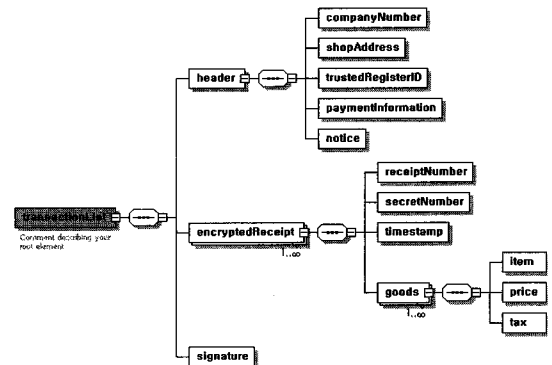 companyNumber
shopAddress
header
trustedRegisterID
paymentInformation
notice
receiptNumber
secretNumber
transactionList
encryptedReceipt
timestamp
Comment describing your
root element
1..∞
item
goods
price
1..∞
tax
signature